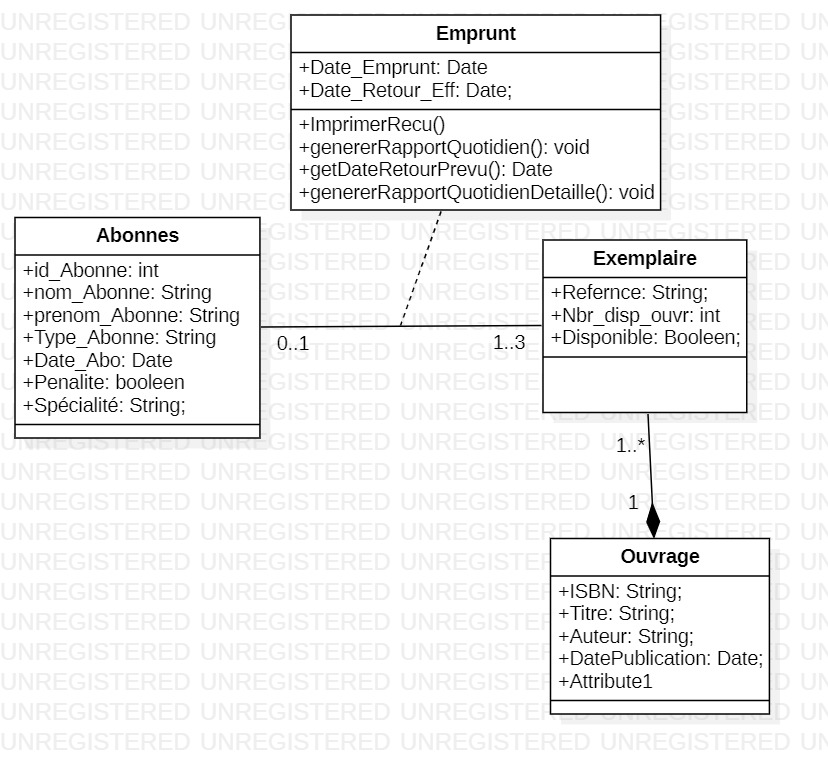 Emprunt
+Date_Emprunt: Date
+Date_Retour_Eff: Date;
+ImprimerRecu()
+genererRapportQuotidien(): void
+getDateRetourPrevu(): Date
+genererRapportQuotidienDetaille(): void
Abonnes
+id_Abonne: int
+nom_Abonne: String
+prenom_Abonne: String
+Type_Abonne: String
+Date_Abo: Date
+Penalite: booleen
+Spécialité: String;
0..1
1..3
Exemplaire
+Refernce: String;
+Nbr_disp_ouvr: int
+Disponible: Booleen;
1..*
1
Ouvrage
+ISBN: String;
+Titre: String;
+Auteur: String;
+DatePublication: Date;
+Attribute1
UNREGISTERED